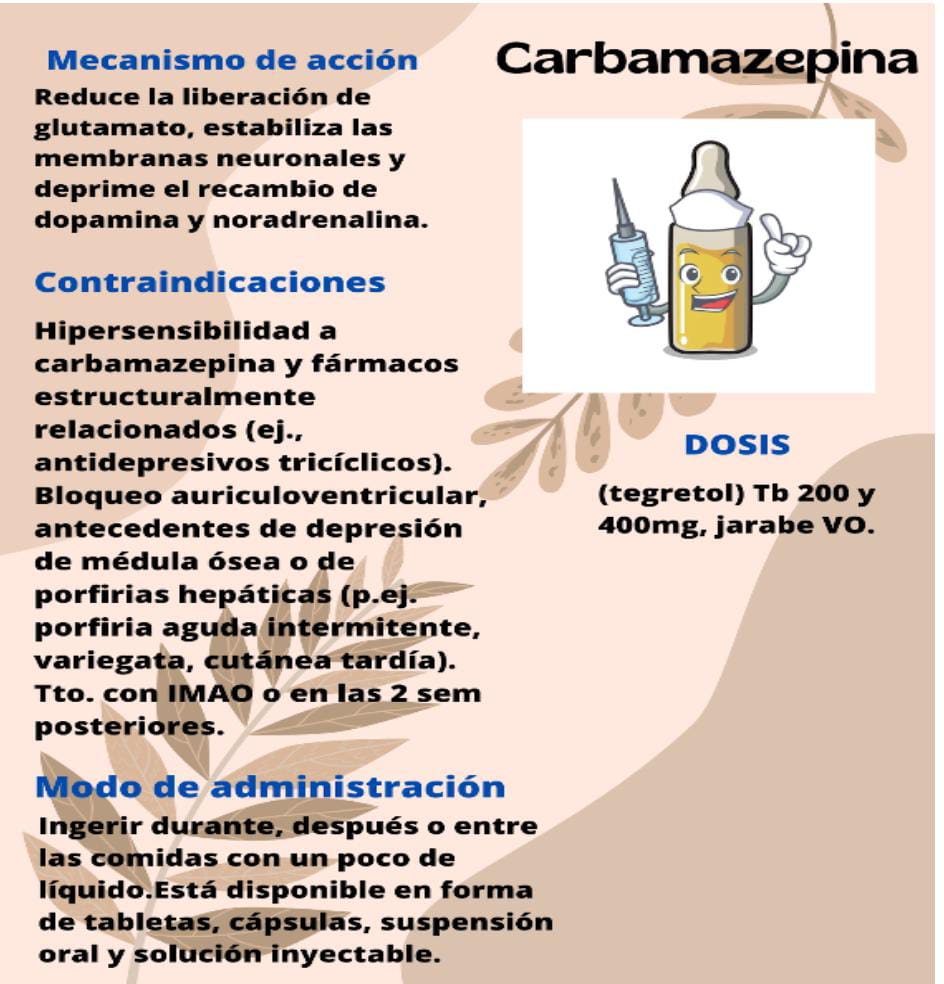 Carbamazepina
Mecanismo de acción
Reduce la liberación de
glutamato, estabiliza las
membranas neuronales y
deprime el recambio de
dopamina y noradrenalina.
Contraindicaciones
Hipersensibilidad a
carbamazepina y fármacos
estructuralmente
relacionados (ej.,
antidepresivos tricíclicos).
Bloqueo auriculoventricular,
antecedentes de depresión
de médula ósea o de
porfirias hepáticas (p.ej.
porfiria aguda intermitente,
variegata, cutánea tardía).
Tto. con IMAO o en las 2 sem
posteriores.
Modo de administración
Ingerir durante, después o entre
las comidas con un poco de
líquido.Está disponible en forma
de tabletas, cápsulas, suspensión
oral y solución inyectable.
DOSIS
(tegretol) Tb 200 y
400mg, jarabe VO.